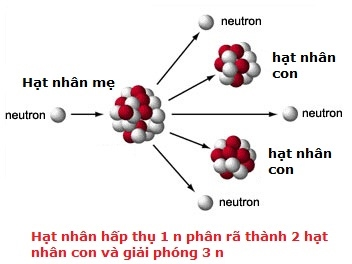 neutron
hạt nhân
con
Hạt nhân mẹ
neutron
neutron
hạt nhân
con
neutron
Hạt nhân hấp thụ 1 n phân rã thành 2 hạt
nhân con và giải phóng 3 n